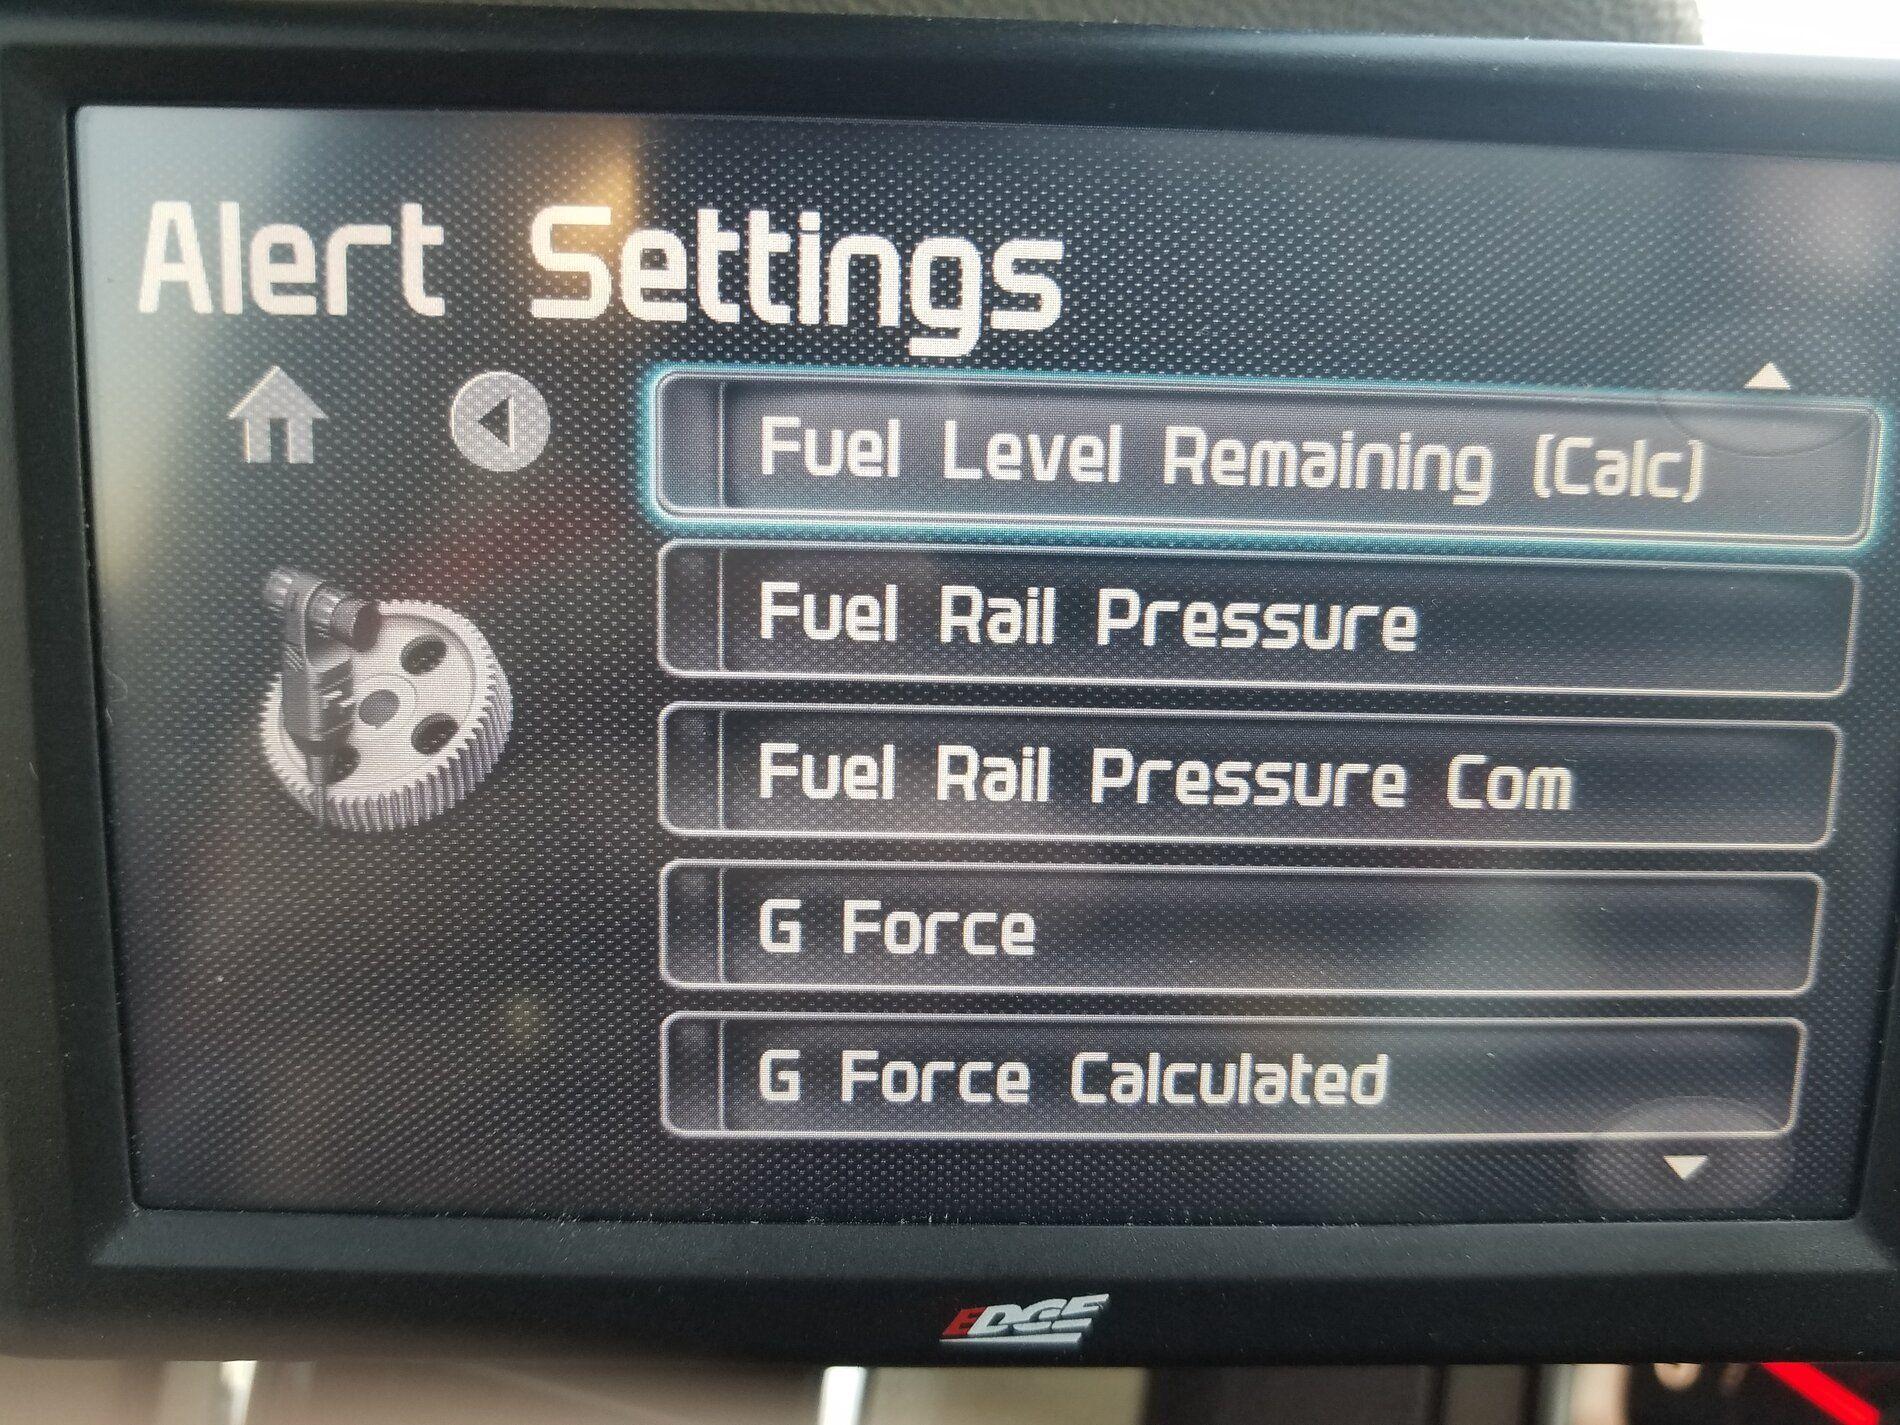 Alert Settings
Fuel Level Remaining (Calc)
Fuel Rail Pressure
Fuel Rail Pressure Com
G Force
G Force Calculated
EDGE